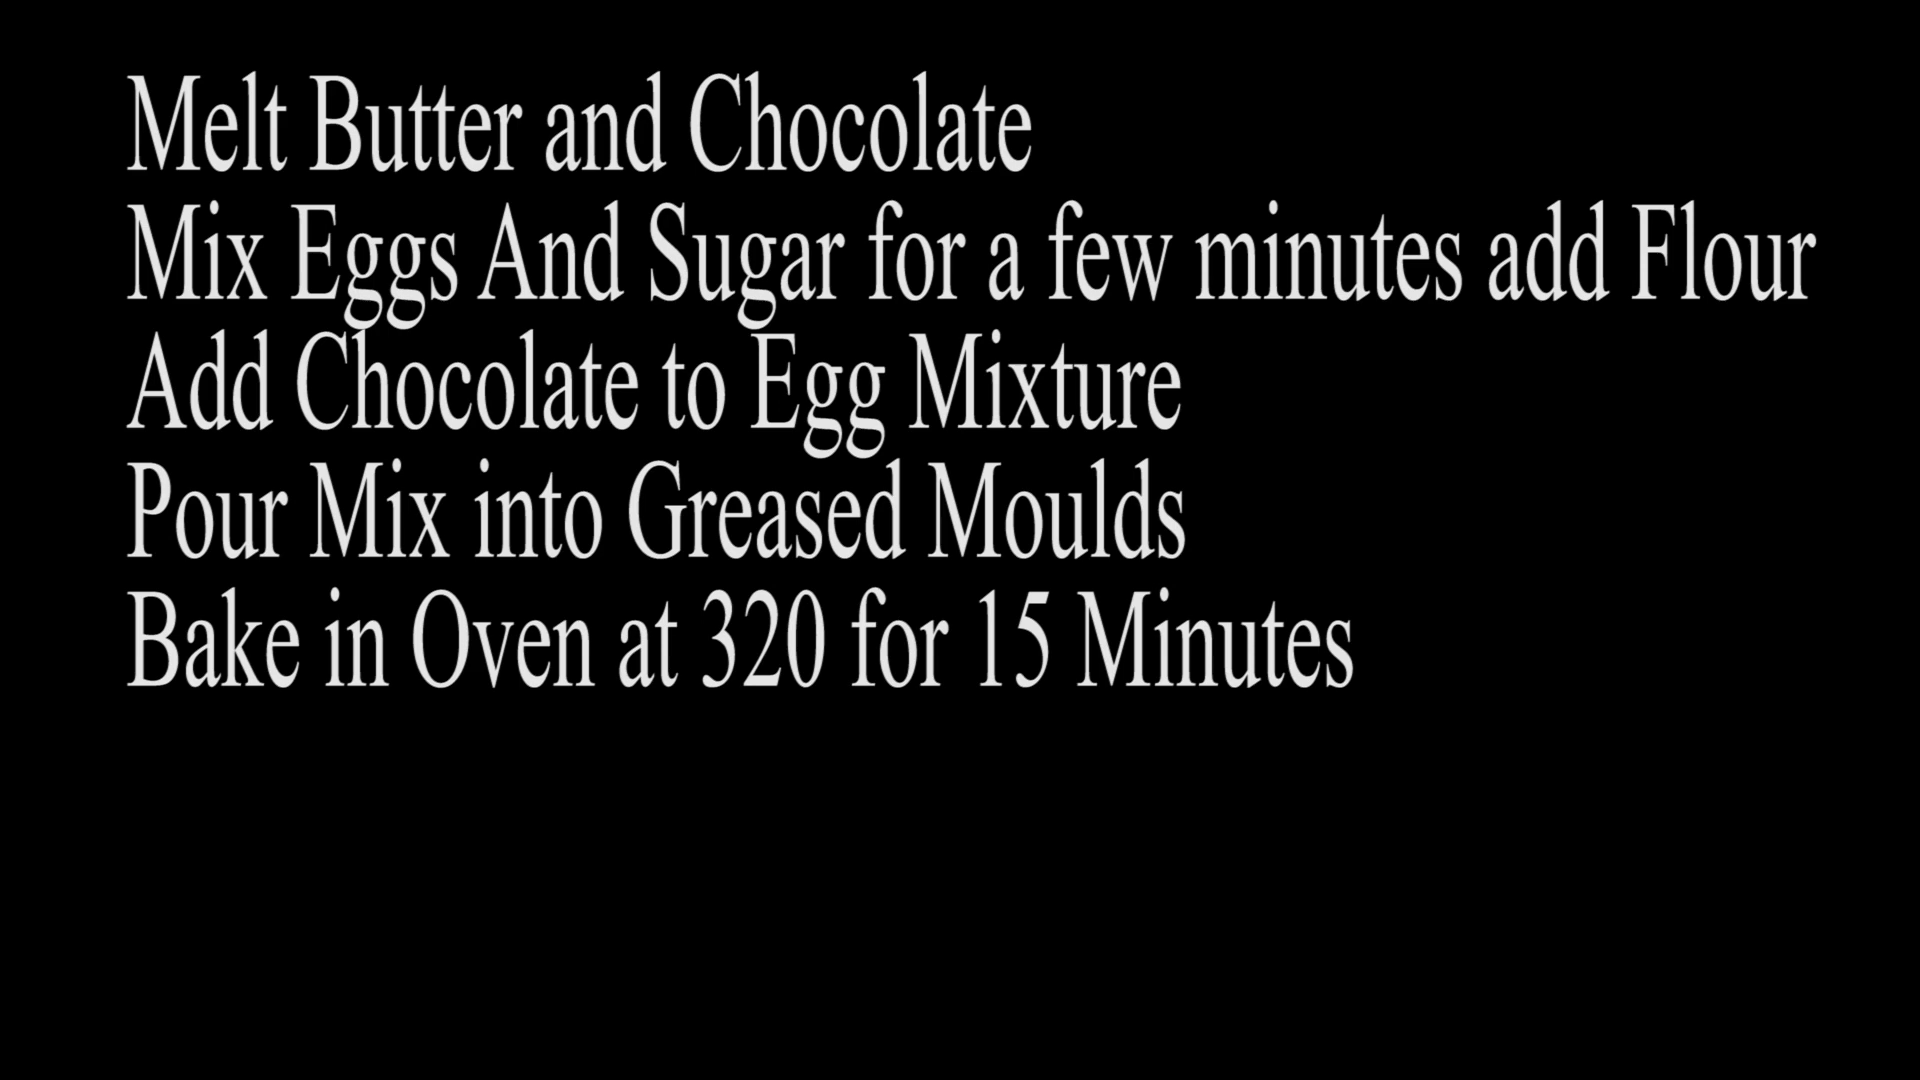 Melt Butter and Chocolate
Mix Eggs And Sugar for a few minutes add Flour
Add Chocolate to Egg Mixture
Pour Mix into Greased Moulds
Bake in Oven at 320 for 15 Minutes